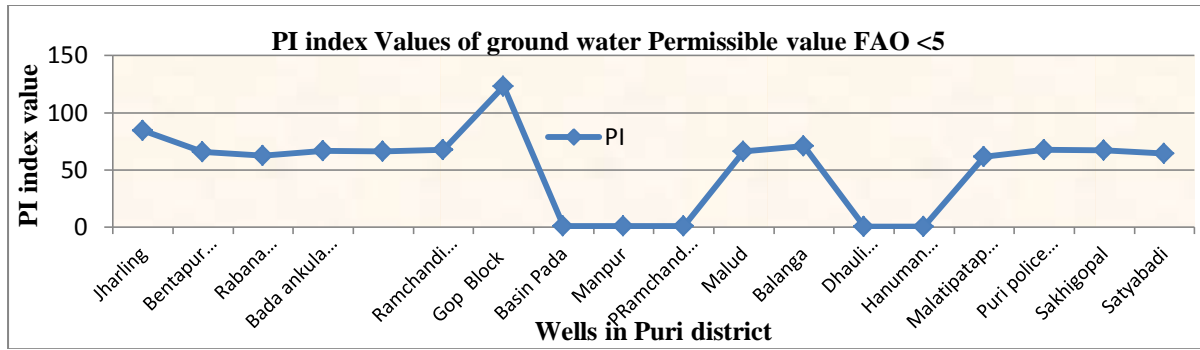 PI index Values of ground water Permissible value FAO <5
PI index value
150
100
50
0
PI
Jharling
Bentapur...
Rabana...
Bada ankula...
Ramchandi...
Gop Block
Basin Pada
Manpur
PRamchand...
Malud
Balanga
Dhauli...
Hanuman...
Malatipatap...
Puri police...
Sakhigopal
Satyabadi
Wells in Puri district